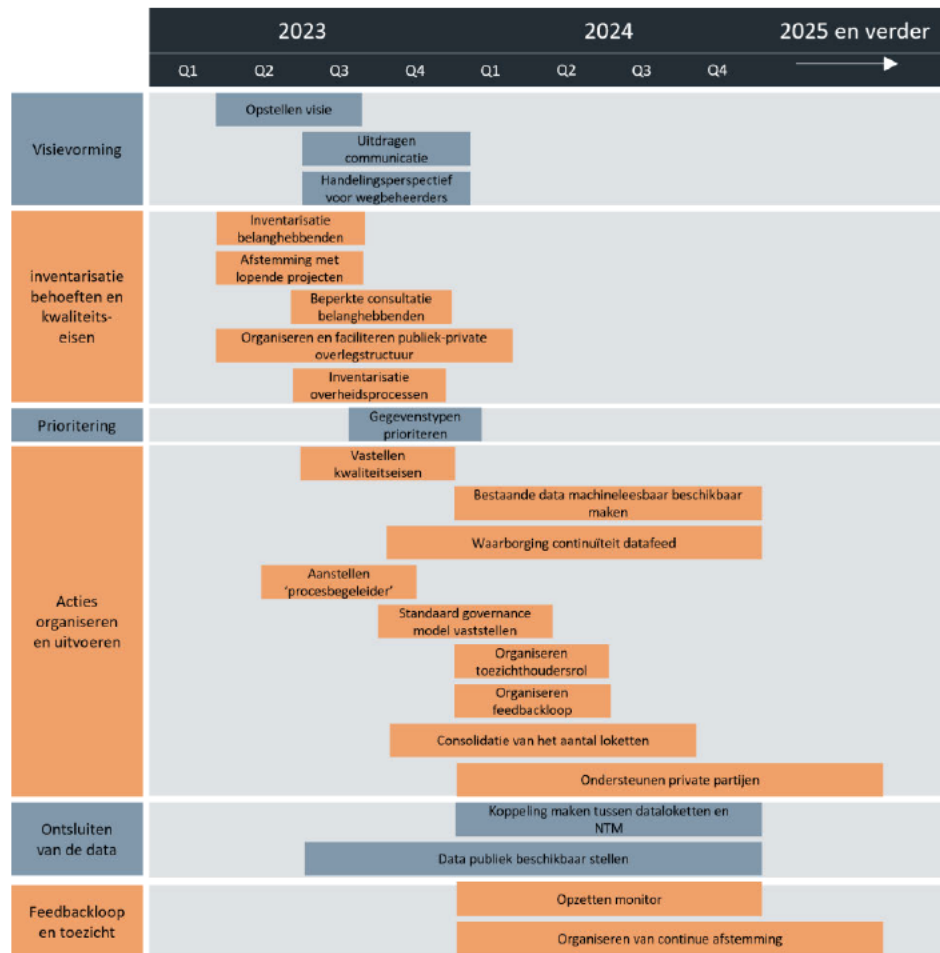 2023 2024 2025 en verder
Q1 Q2 Q3 Q4 Q1 Q2 Q3 Q4
Visievorming
Opstellen visie
Uitdragen
communicatie
Handelingsperspectief
voor wegbeheerders
inventarisatie
behoeften en
kwaliteits-
eisen
Inventarisatie
belanghebbenden
Afstemming met
lopende projecten
Beperkte consultatie
belanghebbenden
Organiseren en faciliteren publiek-private
overlegstructuur
Inventarisatie
overheidsprocessen
Prioritering
Gegevenstypen
prioriteren
Acties
organiseren
en uitvoeren
Vastellen
kwaliteitseisen
Bestaande data machineleesbaar beschikbaar
maken
Waarborging continuïteit datafeed
Aanstellen
'procesbegeleider'
Standaard governance
model vaststellen
Organiseren
toezichthoudersrol
Organiseren
feedbackloop
Consolidatie van het aantal loketten
Ondersteunen private partijen
Ontsluiten
van de data
Koppeling maken tussen dataloketten en
NTM
Data publiek beschikbaar stellen
Feedbackloop
en toezicht
Opzetten monitor
Organiseren van continue afstemming